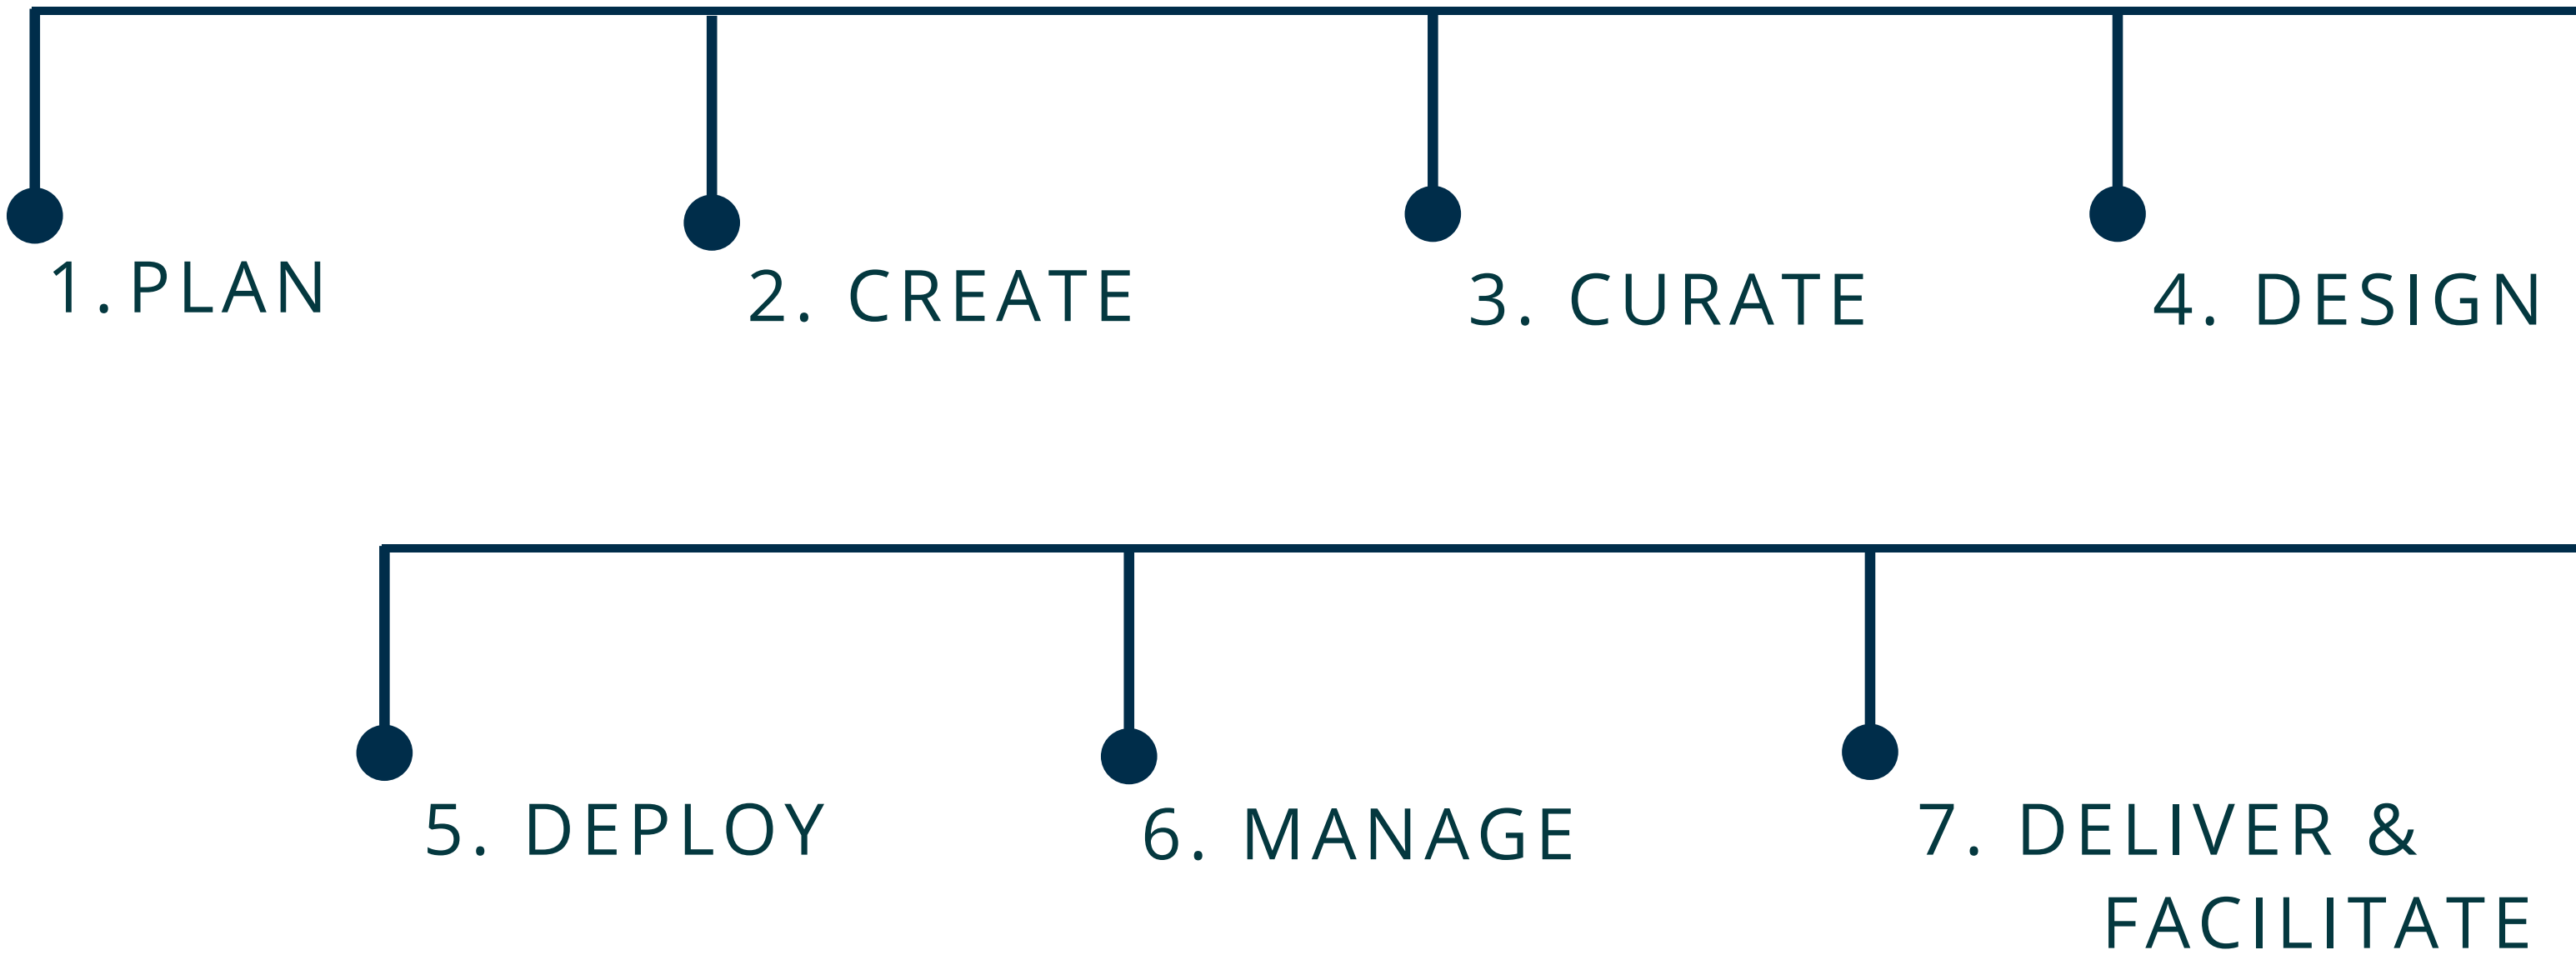 1. PLAN
2. CREATE
3. CURATE
4. DESIGN
5. DEPLOY
6. MANAGE
7. DELIVER &
FACILITATE